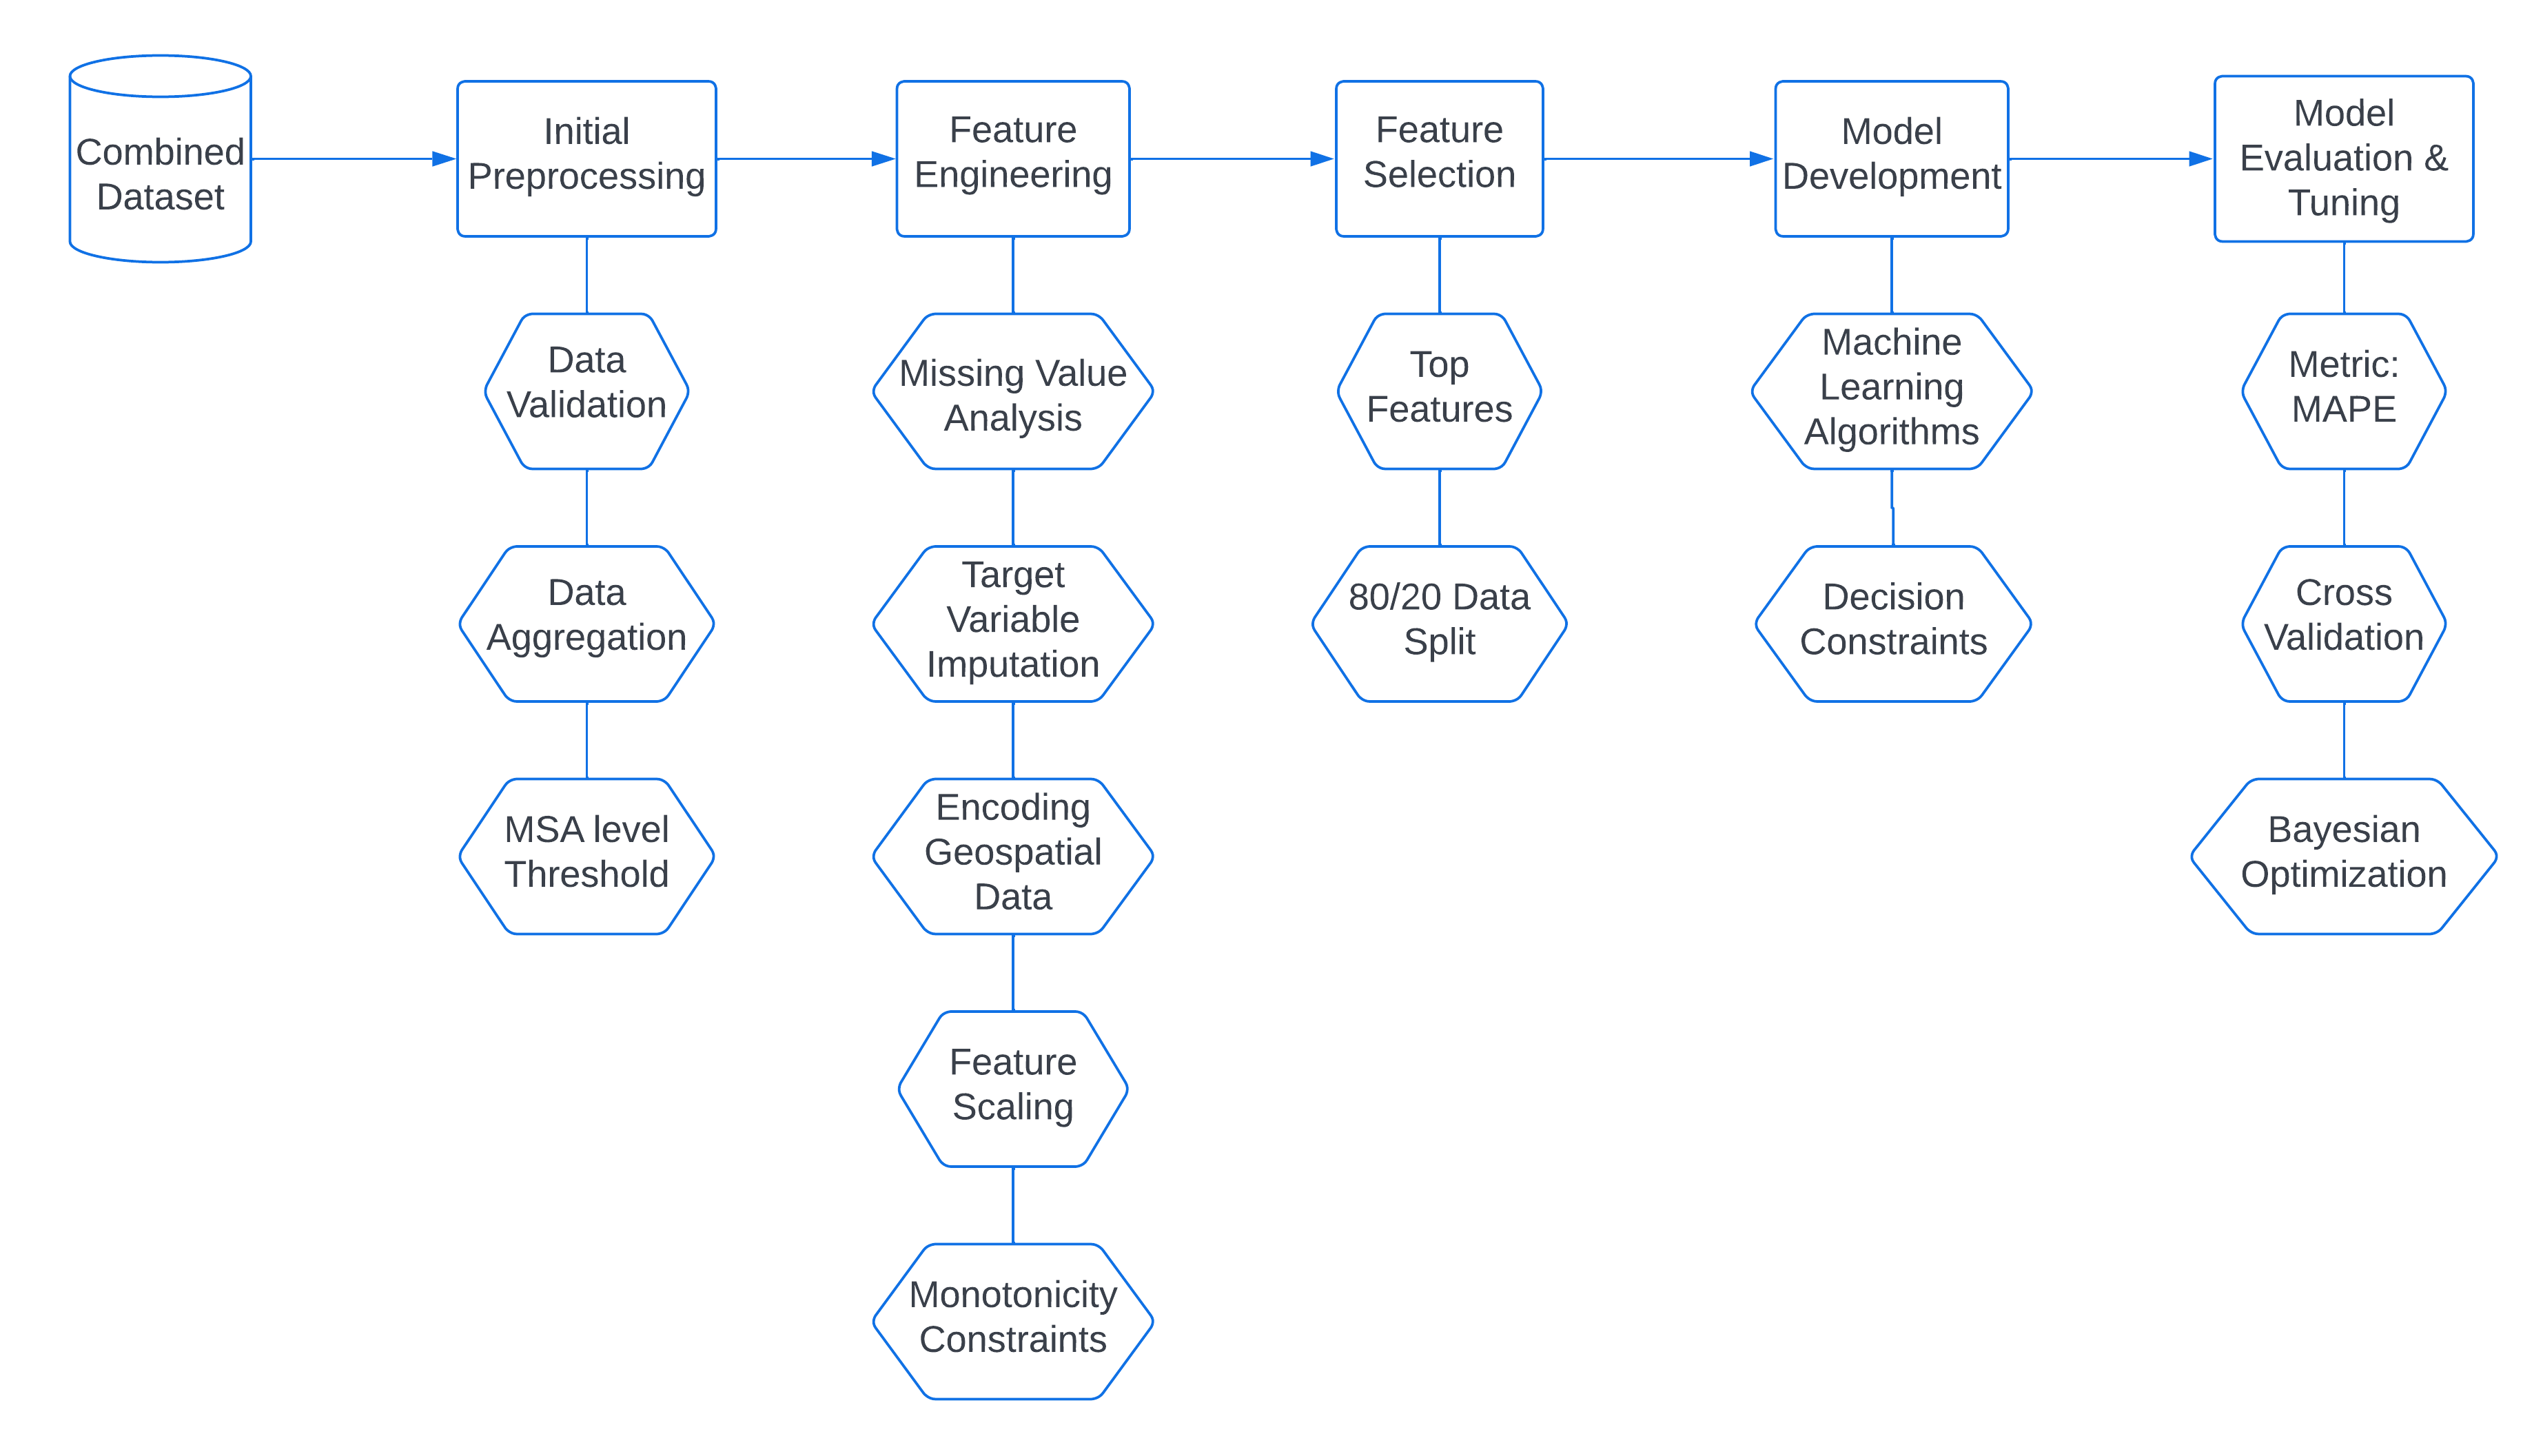 Combined
Dataset
Initial
Preprocessing
Feature
Engineering
Feature
Selection
Model
Development
Model
Evaluation &
Tuning
Data
Validation
Data
Aggregation
MSA level
Threshold
Missing Value
Analysis
Target
Variable
Imputation
Encoding
Geospatial
Data
Feature
Scaling
Monotonicity
Constraints
Top
Features
80/20 Data
Split
Machine
Learning
Algorithms
Decision
Constraints
Metric:
MAPE
Cross
Validation
Bayesian
Optimization